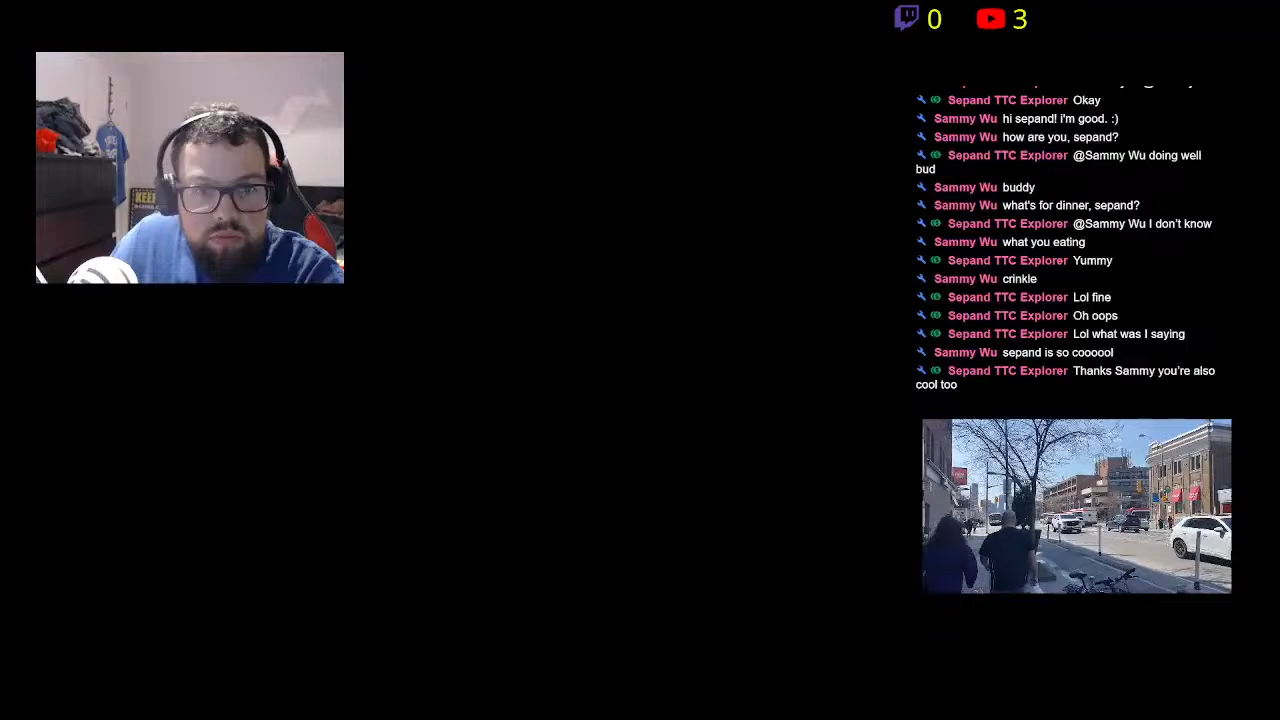 0 3
Sepand TTC Explorer Okay
Sammy Wu hi sepand! i'm good. :)
Sammy Wu how are you, sepand?
Sepand TTC Explorer @Sammy Wu doing well
bud
Sammy Wu buddy
Sammy Wu what's for dinner, sepand?
Sepand TTC Explorer @Sammy Wu I don't know
Sammy Wu what you eating
Sepand TTC Explorer Yummy
Sammy Wu crinkle
Sepand TTC Explorer Lol fine
Sepand TTC Explorer Oh oops
Sepand TTC Explorer Lol what was I saying
Sammy Wu sepand is so coooool
Sepand TTC Explorer Thanks Sammy you’re also
cool too
KEEP